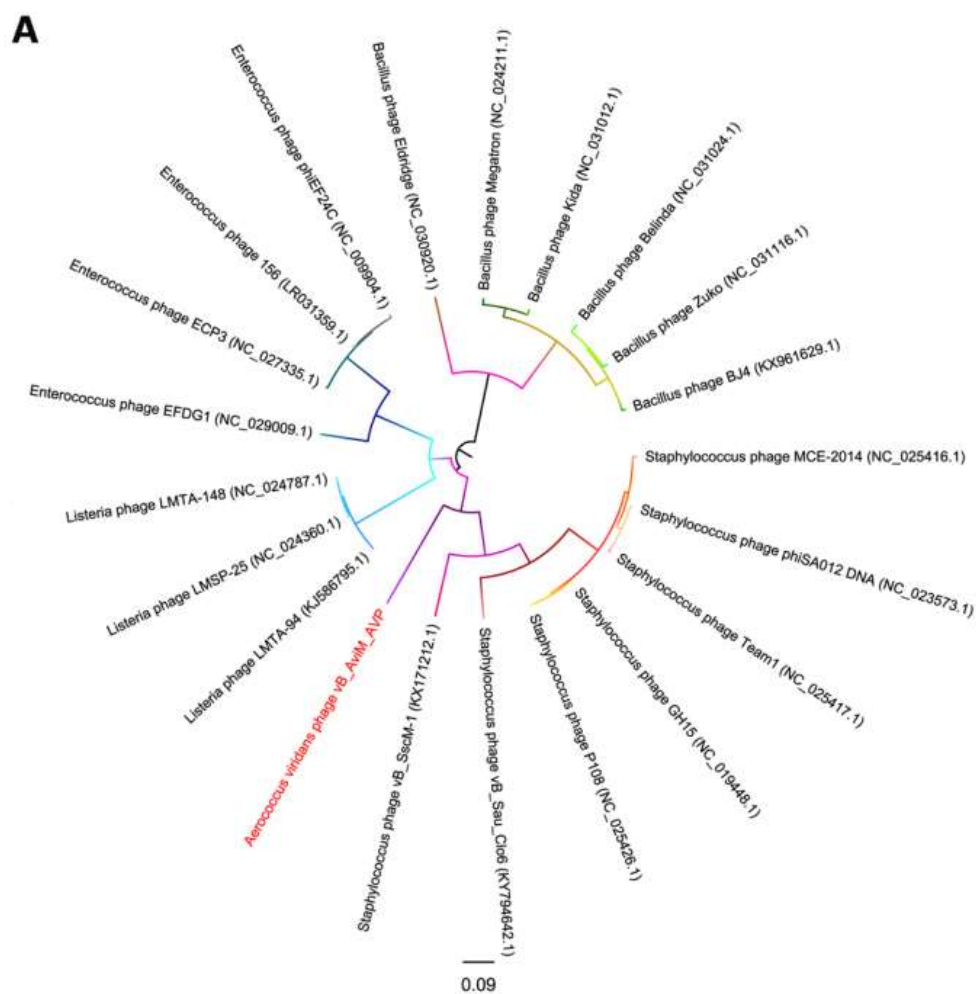 A
Enterococcus phage phiEF24C (NC_009904.1)
Bacillus phage Eldridge (NC_030920.1)
Bacillus phage Megatron (NC_024211.1)
Bacillus phage Kida (NC_031012.1)
Bacillus phage Belinda (NC_031024.1)
Bacillus phage Zuko (NC_031116.1)
Bacillus phage BJ4 (KX961629.1)
Staphylococcus phage MCE-2014 (NC_025416.1)
Staphylococcus phage phiSA012 DNA (NC_023573.1)
Staphylococcus phage Team1 (NC_025417.1)
Staphylococcus phage GH15 (NC_019448.1)
Staphylococcus phage P108 (NC_025426.1)
Staphylococcus phage vB_Sau_Clo6 (KY794642.1)
Staphylococcus phage vB_SscM-1 (KX171212.1)
Aerococcus viridans phage vB_AviM_AVP
Listeria phage LMTA-94 (KJ586795.1)
Listeria phage LMSP-25 (NC_024360.1)
Listeria phage LMTA-148 (NC_024787.1)
Enterococcus phage EFDG1 (NC_029009.1)
Enterococcus phage ECP3 (NC_027335.1)
Enterococcus phage 156 (LR031359.1)
0.09